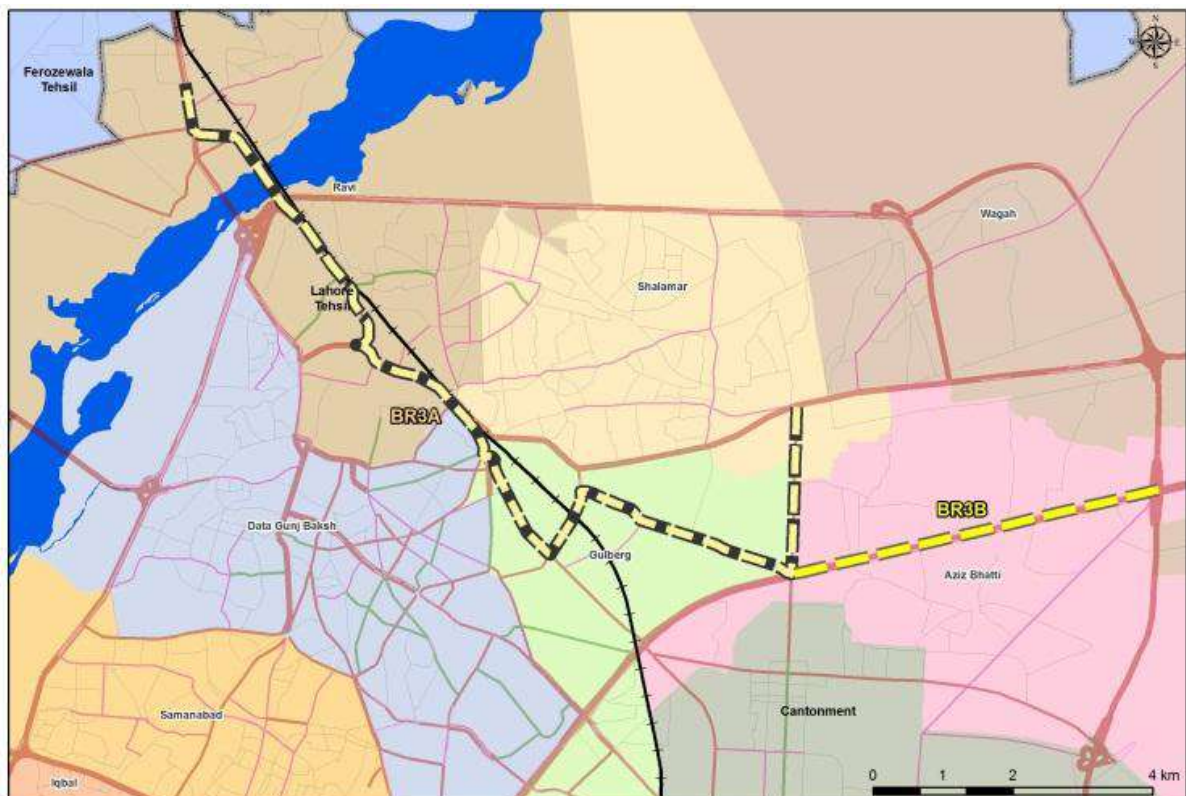 N
W
E
S
Ferozewala
Tehsil
Ravi
Wagah
Shalamar
Lahore
Tehsil
BR3A
BR3B
Data Gunj Baksh
Gulberg
Aziz Bhatti
Cantonment
Samanabad
Iqbal
0 1 2 4 km